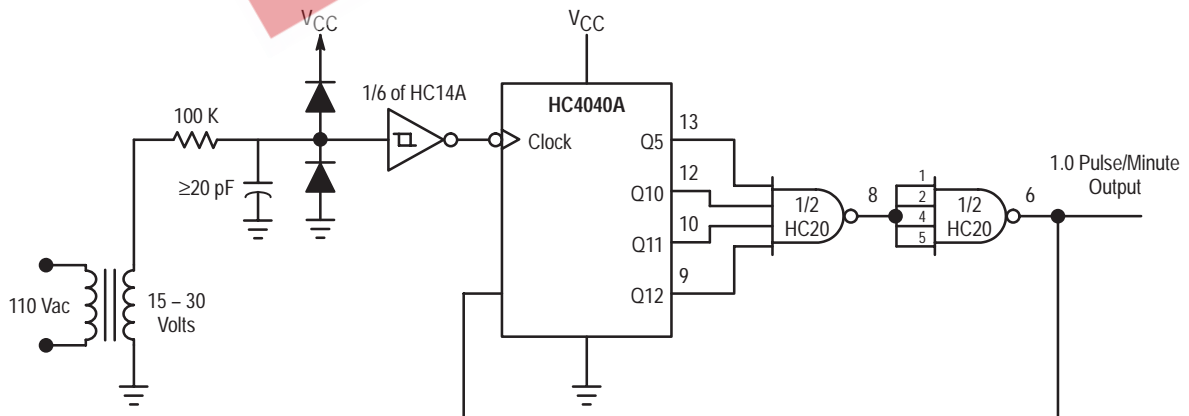 V_CC
V_CC
1/6 of HC14A
HC4040A
100 K
13
Clock
Q5
1.0 Pulse/Minute
Output
≥20 pF
12
Q10
1/2
HC20
8
1
2
4
5
1/2
HC20
6
10
Q11
9
Q12
110 Vac
15 – 30
Volts